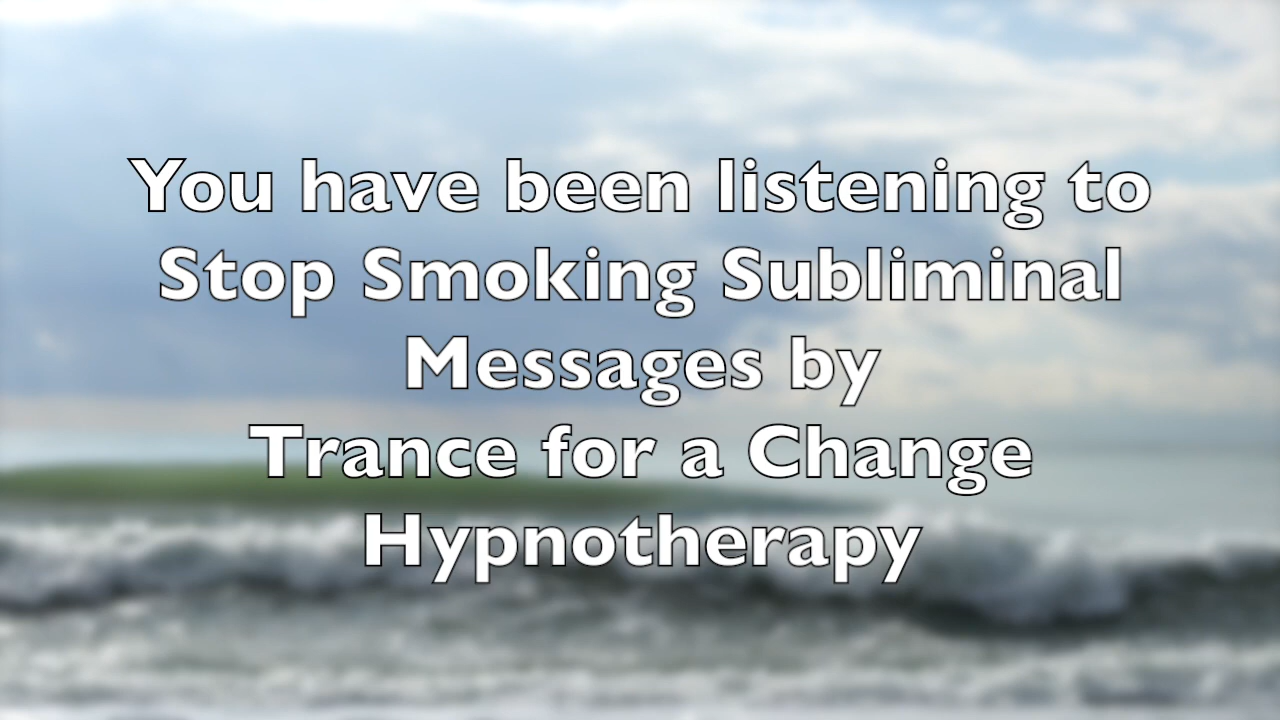 You have been listening to
Stop Smoking Subliminal
Messages by
Trance for a Change
Hypnotherapy